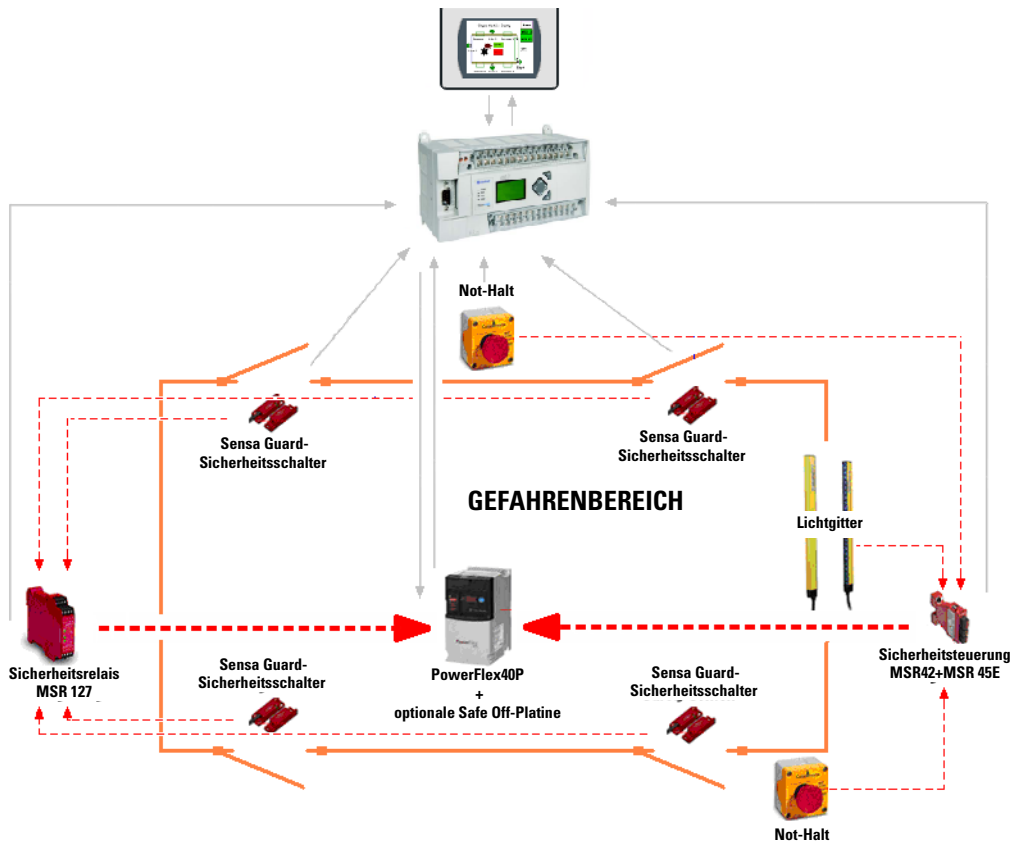 Not-Halt
Sensa Guard-
Sicherheitsschalter
Sensa Guard-
Sicherheitsschalter
GEFAHRENBEREICH
Lichtgitter
Sicherheitsrelais
MSR 127
Sensa Guard-
Sicherheitsschalter
PowerFlex40P
+
optionale Safe Off-Platine
Sensa Guard-
Sicherheitsschalter
Sicherheitsteuerung
MSR42+MSR 45E
Not-Halt